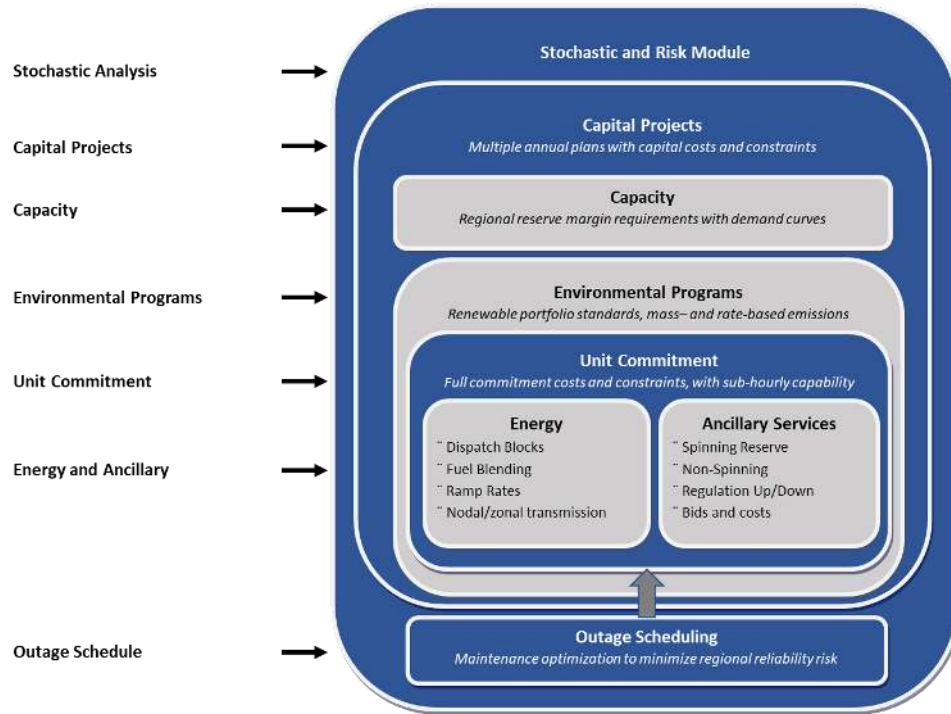 Stochastic and Risk Module
Stochastic Analysis
Capital Projects
Multiple annual plans with capital costs and constraints
Capital Projects
Capacity
Regional reserve margin requirements with demand curves
Capacity
Environmental Programs
Renewable portfolio standards, mass– and rate-based emissions
Environmental Programs
Unit Commitment
Full commitment costs and constraints, with sub-hourly capability
Unit Commitment
Energy
¨ Dispatch Blocks
¨ Fuel Blending
¨ Ramp Rates
¨ Nodal/zonal transmission
Ancillary Services
¨ Spinning Reserve
¨ Non-Spinning
¨ Regulation Up/Down
¨ Bids and costs
Energy and Ancillary
Outage Scheduling
Maintenance optimization to minimize regional reliability risk
Outage Schedule